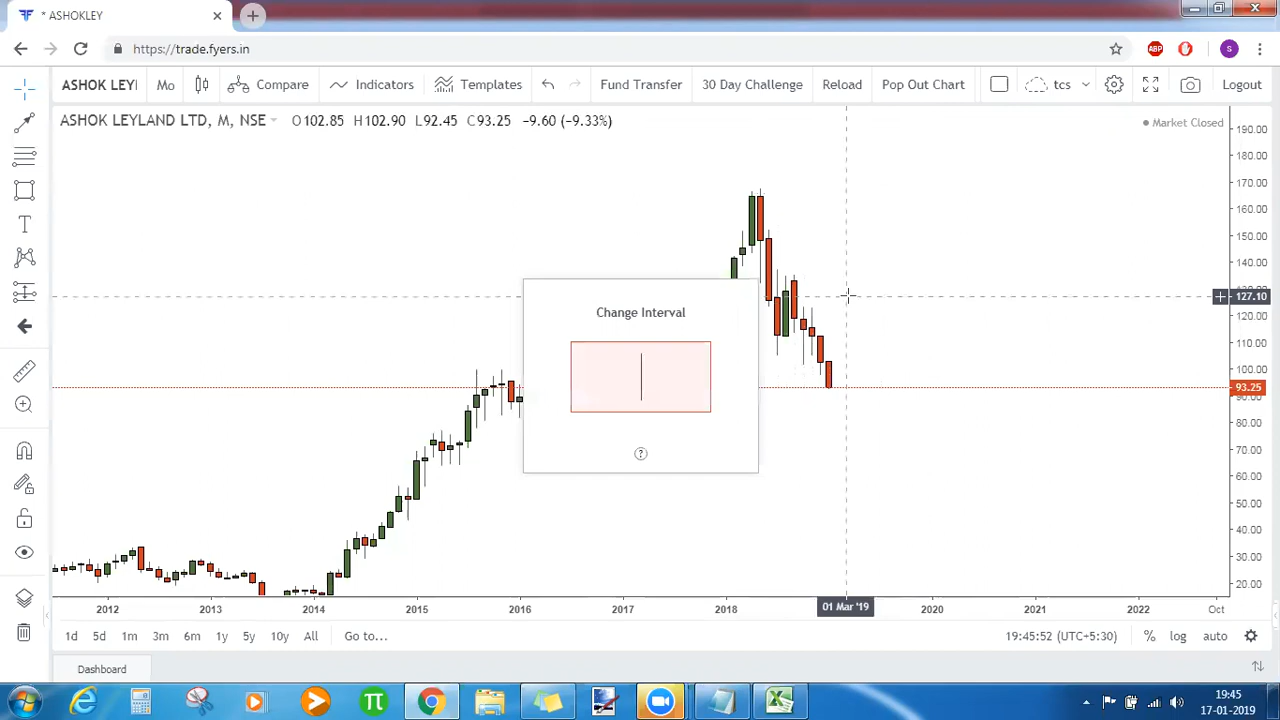 * ASHOKLEY
https://trade.fyers.in
ABP
S
ASHOK LEYI Mo Compare Indicators Templates Fund Transfer 30 Day Challenge Reload Pop Out Chart tcs Logout
ASHOK LEYLAND LTD, M, NSE O102.85 H102.90 L92.45 C93.25 -9.60 (-9.33%)
Market Closed
190.00
180.00
170.00
160.00
150.00
140.00
127.10
120.00
110.00
100.00
93.25
90.00
80.00
70.00
60.00
50.00
40.00
30.00
20.00
Change Interval
?
2012 2013 2014 2015 2016 2017 2018 01 Mar '19 2020 2021 2022 Oct
1d 5d 1m 3m 6m 1y 5y 10y All Go to... 19:45:52 (UTC+5:30) % log auto
Dashboard
19:45
17-01-2019